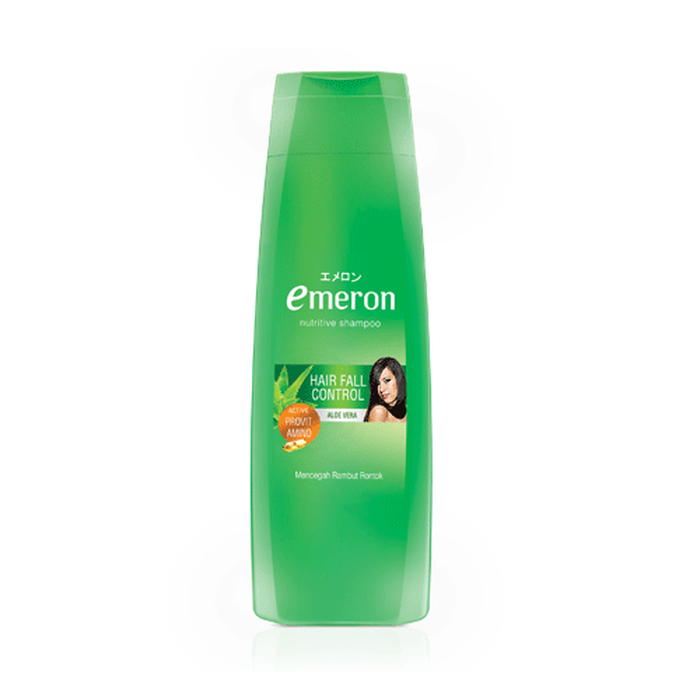 エメロン
emeron
nutritive shampoo
HAIR FALL
CONTROL
ALOE VERA
ACTIVE
PROVIT
AMINO
Mencegah Rambut Rontok